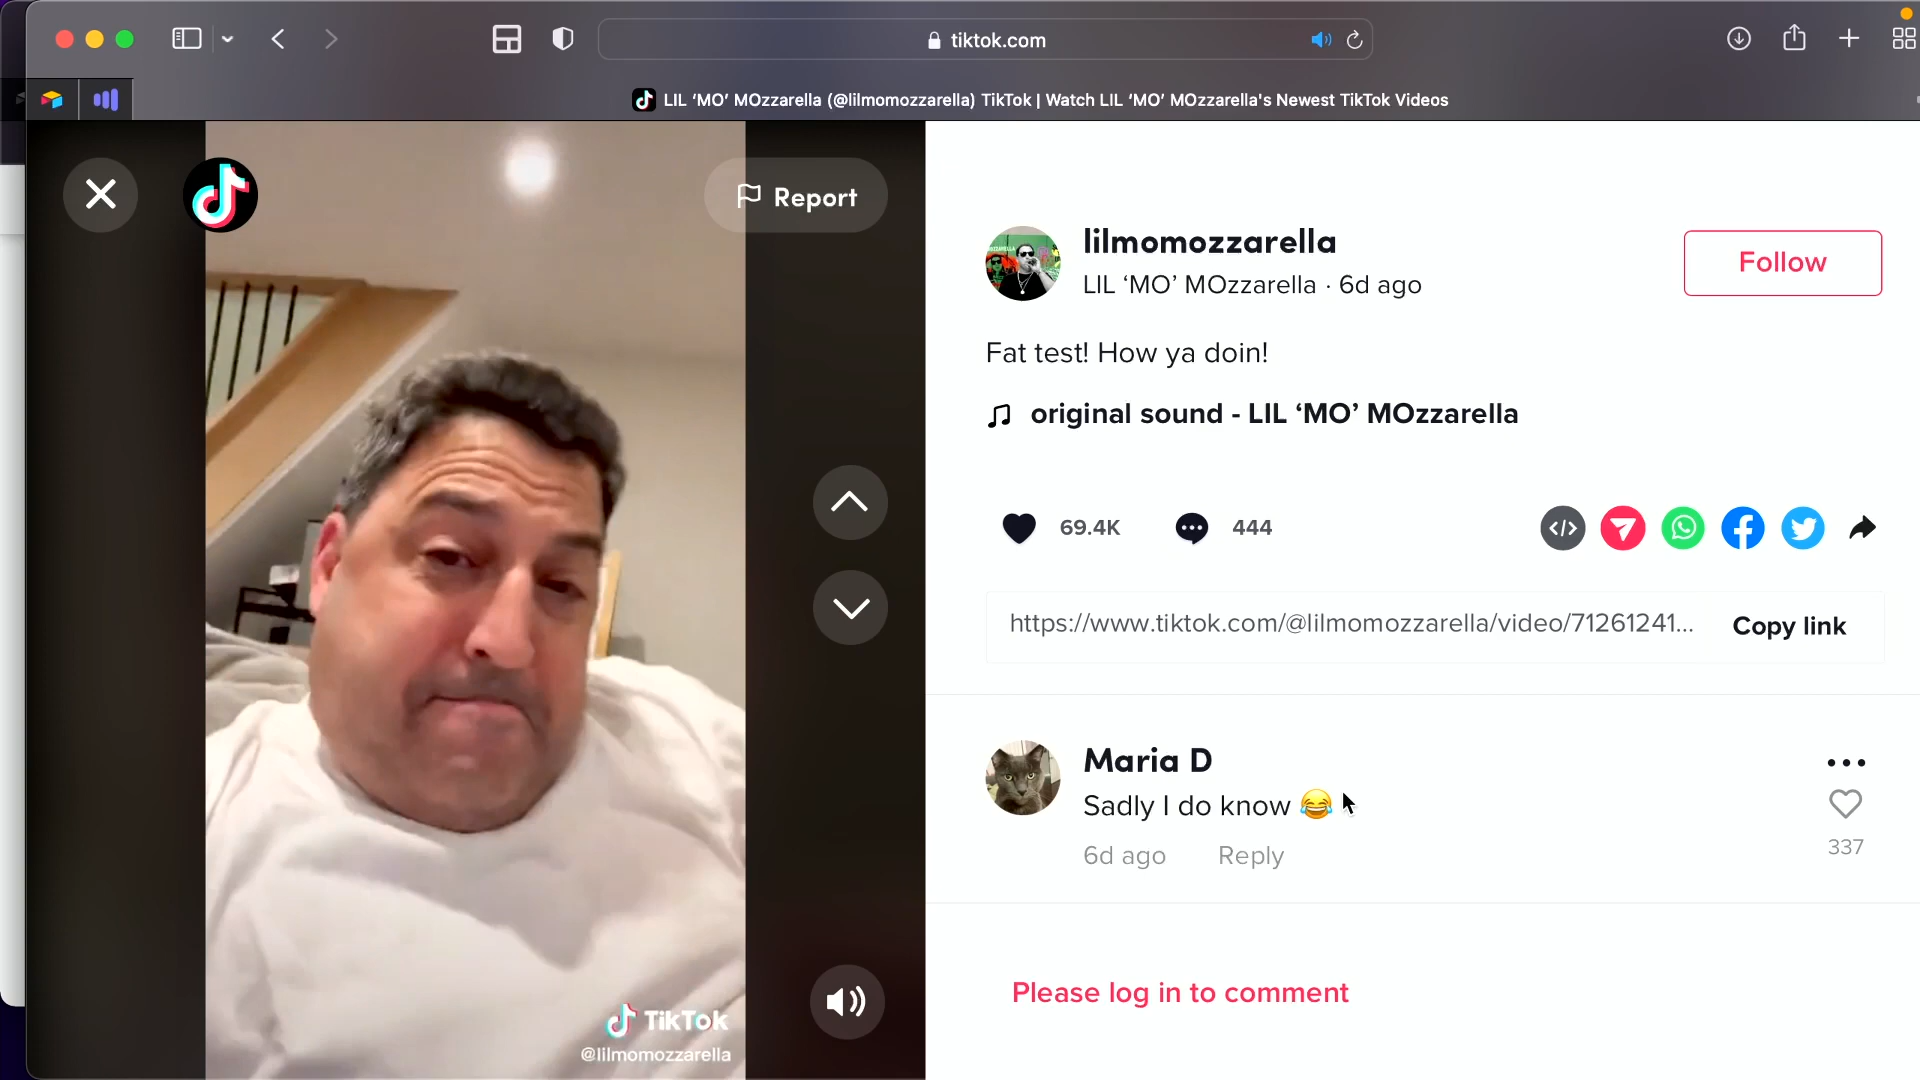 tiktok.com
LIL ‘MO’ MOzzarella (@lilmomozzarella) TikTok | Watch LIL ‘MO’ MOzzarella's Newest TikTok Videos
Report
lilmomozzarella
LIL ‘MO’ MOzzarella · 6d ago
Follow
Fat test! How ya doin!
original sound - LIL ‘MO’ MOzzarella
69.4K
444
https://www.tiktok.com/@lilmomozzarella/video/71261241...
Copy link
Maria D
Sadly I do know 😂
6d ago Reply
337
Please log in to comment
TikTok
@lilmomozzarella